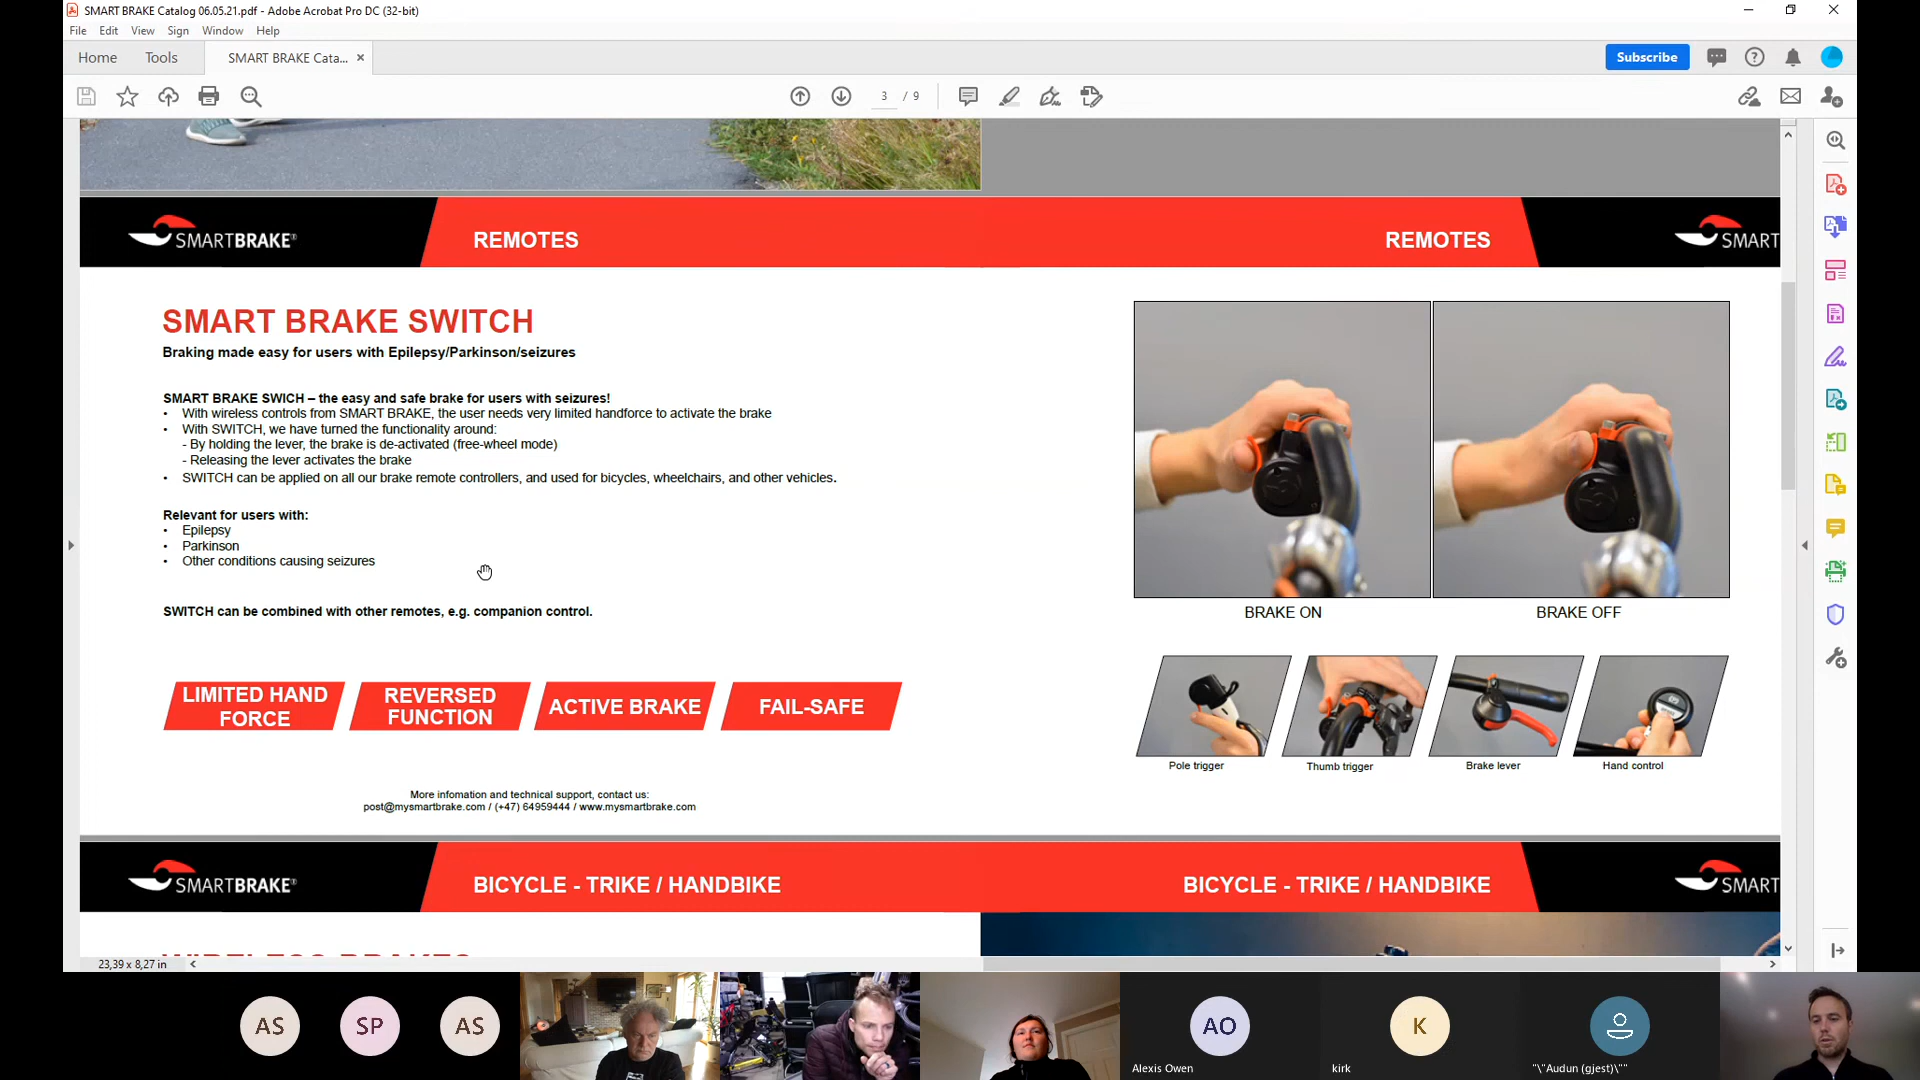 SMART BRAKE Catalog 06.05.21.pdf - Adobe Acrobat Pro DC (32-bit)
File Edit View Sign Window Help
Home Tools SMART BRAKE Cata... ×
Subscribe
3 / 9
SMARTBRAKE®
REMOTES
REMOTES
SMART
SMART BRAKE SWITCH
Braking made easy for users with Epilepsy/Parkinson/seizures
SMART BRAKE SWICH – the easy and safe brake for users with seizures!
• With wireless controls from SMART BRAKE, the user needs very limited handforce to activate the brake
• With SWITCH, we have turned the functionality around:
- By holding the lever, the brake is de-activated (free-wheel mode)
- Releasing the lever activates the brake
• SWITCH can be applied on all our brake remote controllers, and used for bicycles, wheelchairs, and other vehicles.
Relevant for users with:
• Epilepsy
• Parkinson
• Other conditions causing seizures
SWITCH can be combined with other remotes, e.g. companion control.
LIMITED HAND
FORCE
REVERSED
FUNCTION
ACTIVE BRAKE
FAIL-SAFE
More infomation and technical support, contact us:
post@mysmartbrake.com / (+47) 64959444 / www.mysmartbrake.com
BRAKE ON
BRAKE OFF
Pole trigger
Thumb trigger
Brake lever
Hand control
SMARTBRAKE®
BICYCLE - TRIKE / HANDBIKE
BICYCLE - TRIKE / HANDBIKE
SMART
WIRELESS BRAKES
23,39 x 8,27 in
AS
SP
AS
AO
Alexis Owen
K
kirk
"\"Audun (gjest)\""